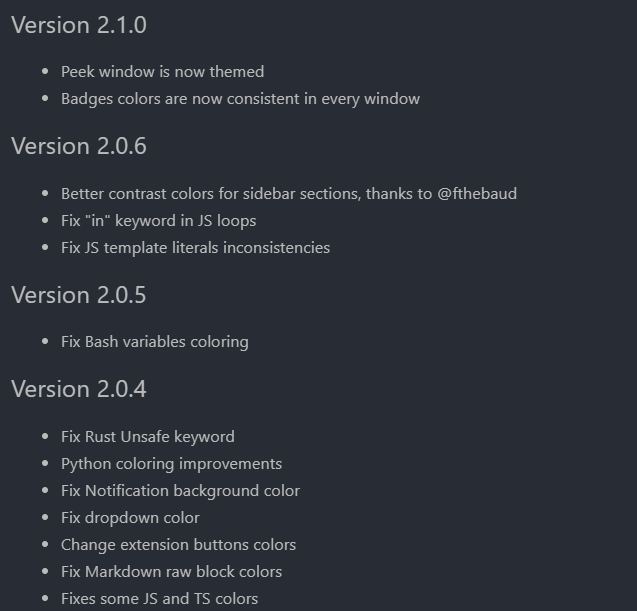 Version 2.1.0
• Peek window is now themed
• Badges colors are now consistent in every window
Version 2.0.6
• Better contrast colors for sidebar sections, thanks to @fthebaud
• Fix "in" keyword in JS loops
• Fix JS template literals inconsistencies
Version 2.0.5
• Fix Bash variables coloring
Version 2.0.4
• Fix Rust Unsafe keyword
• Python coloring improvements
• Fix Notification background color
• Fix dropdown color
• Change extension buttons colors
• Fix Markdown raw block colors
• Fixes some JS and TS colors